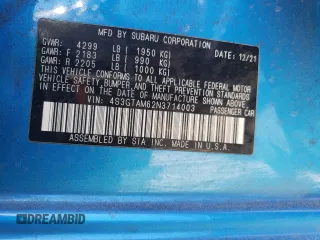 MFD BY SUBARU CORPORATION
GVWR: 4299 LB ( 1950 KG) DATE: 12/21
GAWR: F 2183 LB ( 990 KG)
GAWR: R 2205 LB ( 1000 KG)
THIS VEHICLE CONFORMS TO ALL APPLICABLE FEDERAL MOTOR
VEHICLE SAFETY, BUMPER, AND THEFT PREVENTION STANDARDS
IN EFFECT ON THE DATE OF MANUFACTURE SHOWN ABOVE.
VIN: 4S3GTAM62N3714003 PASSENGER CAR
ASSEMBLED BY SIA INC. IN U.S.A.
DREAMBID